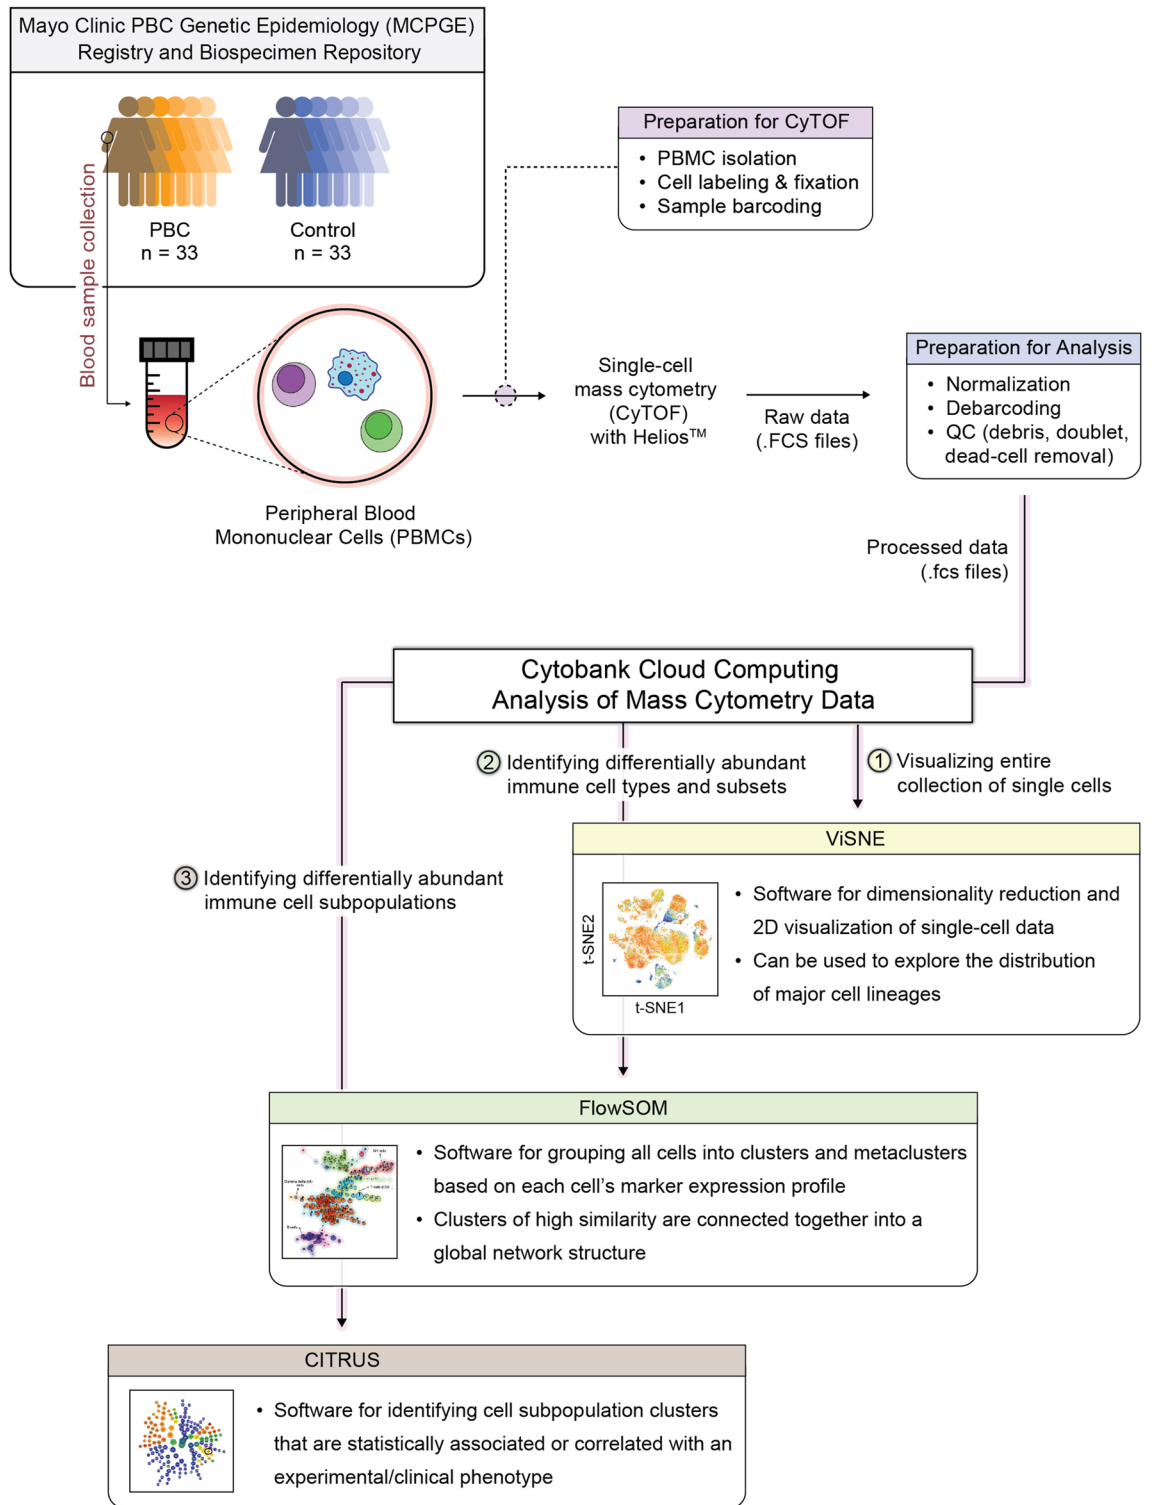 Mayo Clinic PBC Genetic Epidemiology (MCPGE)
Registry and Biospecimen Repository
PBC
n = 33
Control
n = 33
Blood sample collection
Preparation for CyTOF
• PBMC isolation
• Cell labeling & fixation
• Sample barcoding
Peripheral Blood
Mononuclear Cells (PBMCs)
Single-cell
mass cytometry
(CyTOF)
with Helios™
Raw data
(.FCS files)
Preparation for Analysis
• Normalization
• Debarcoding
• QC (debris, doublet,
dead-cell removal)
Processed data
(.fcs files)
Cytobank Cloud Computing
Analysis of Mass Cytometry Data
1 Visualizing entire
collection of single cells
2 Identifying differentially abundant
immune cell types and subsets
3 Identifying differentially abundant
immune cell subpopulations
ViSNE
t-SNE2
t-SNE1
• Software for dimensionality reduction and
2D visualization of single-cell data
• Can be used to explore the distribution
of major cell lineages
FlowSOM
• Software for grouping all cells into clusters and metaclusters
based on each cell's marker expression profile
• Clusters of high similarity are connected together into a
global network structure
CITRUS
• Software for identifying cell subpopulation clusters
that are statistically associated or correlated with an
experimental/clinical phenotype